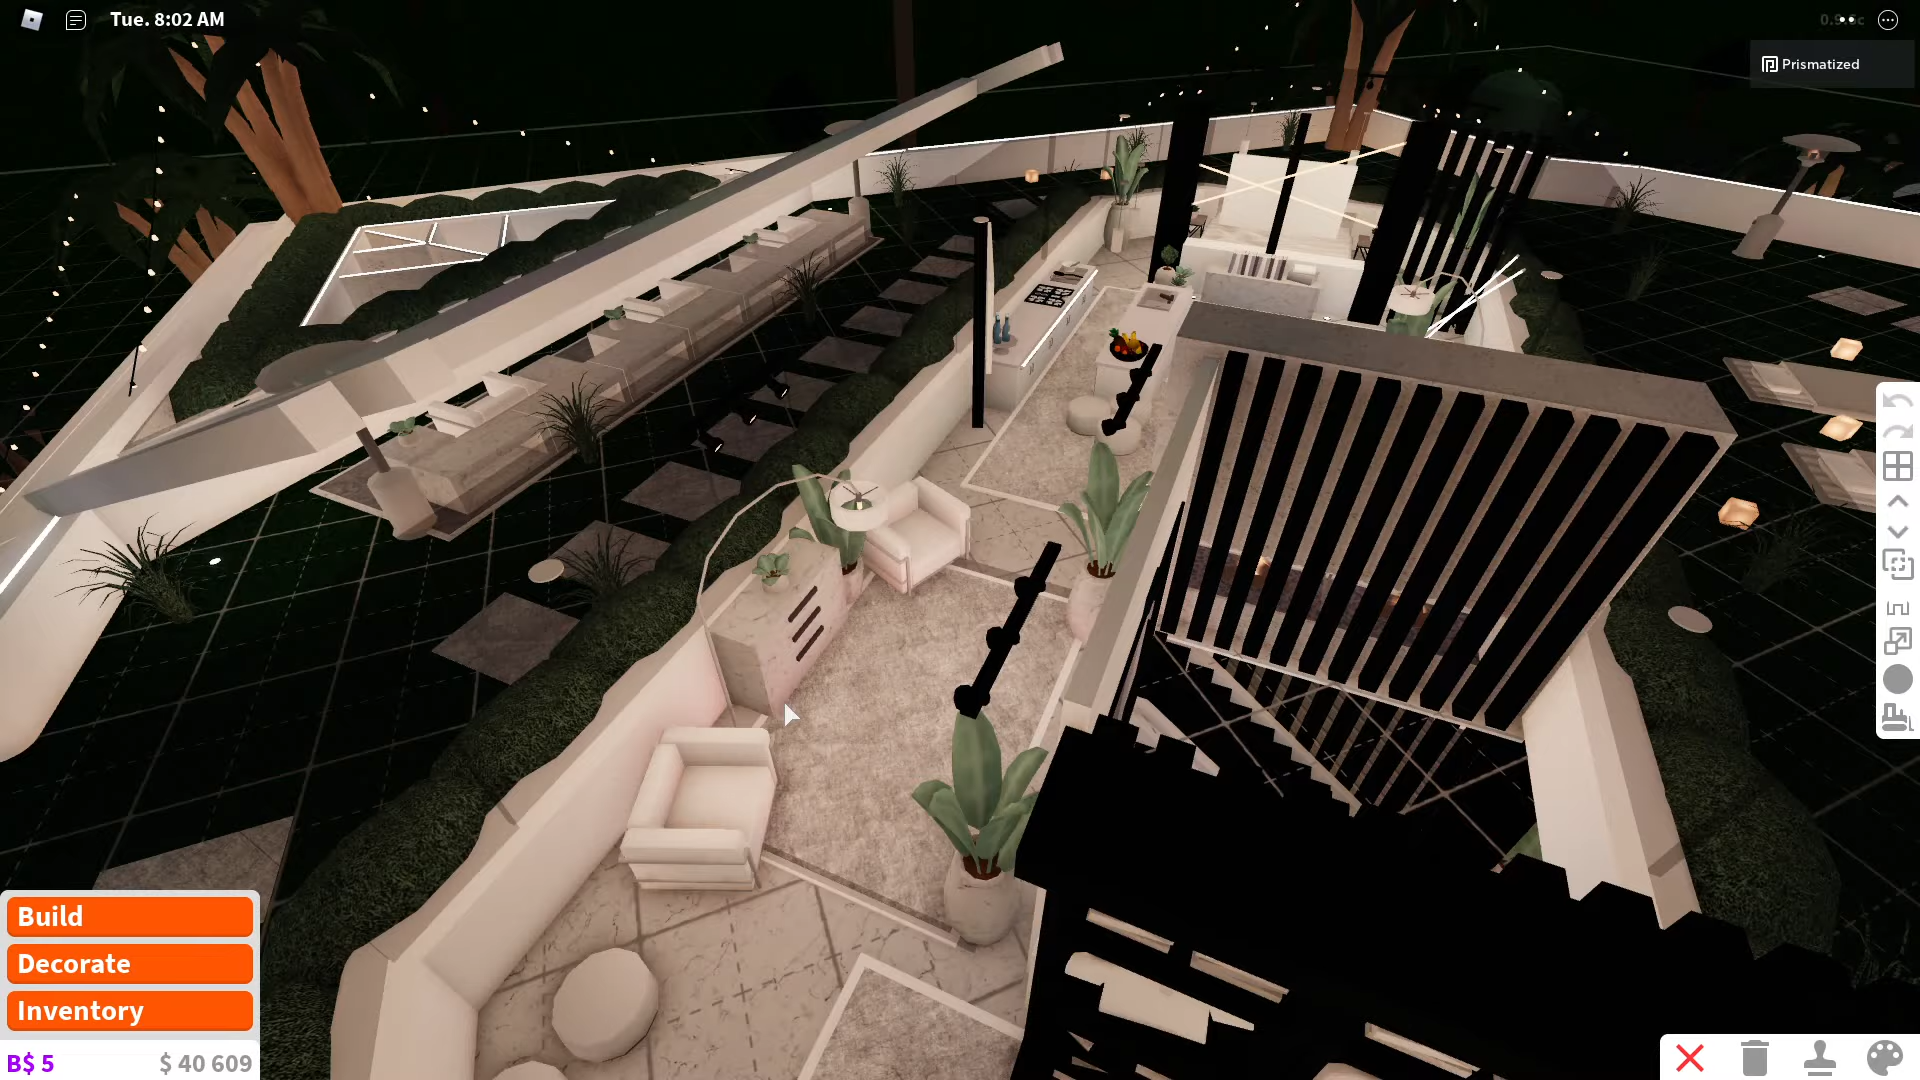 Tue. 8:02 AM
Prismatized
Build
Decorate
Inventory
B$ 5
$ 40 609